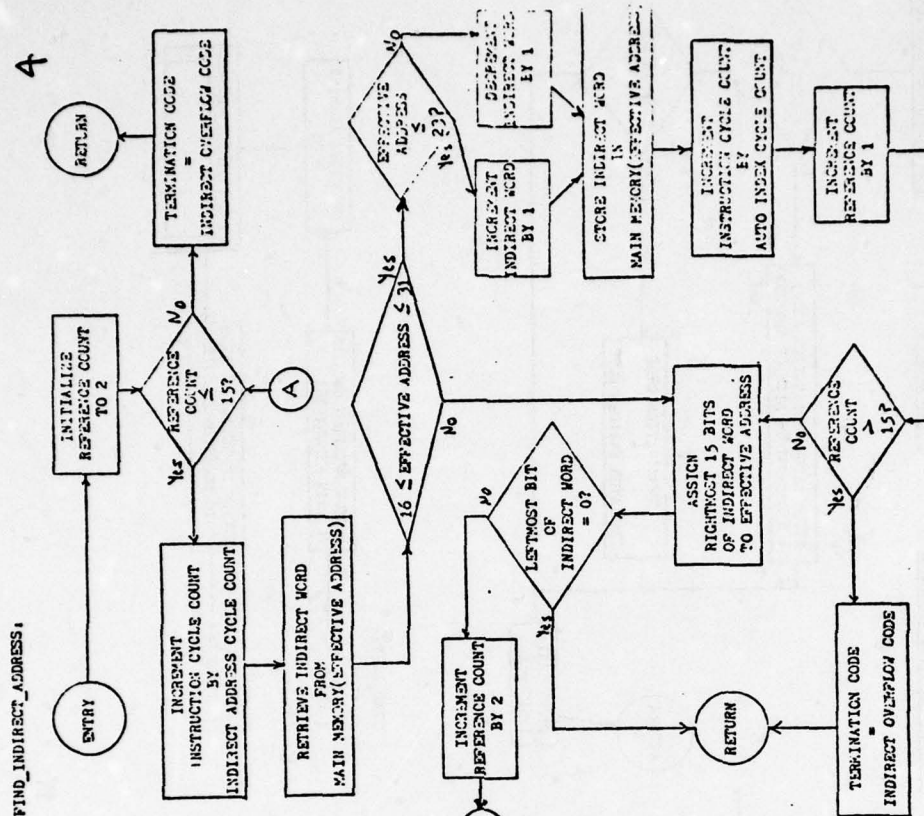 4
FIND_INDIRECT_ADDRESS:
ENTRY
INITIALIZE
REFERENCE COUNT
TO 2
REFERENCE
COUNT
≤
15?
Yes
No
A
TERMINATION CODE
=
INDIRECT OVERFLOW CODE
RETURN
INCREMENT
INSTRUCTION CYCLE COUNT
BY
INDIRECT ADDRESS CYCLE COUNT
RETRIEVE INDIRECT WORD
FROM
MAIN MEMORY(EFFECTIVE ADDRESS)
16 ≤ EFFECTIVE ADDRESS ≤ 31
Yes
No
EFFECTIVE
ADDRESS
≤
23?
Yes
No
INCREMENT
INDIRECT WORD
BY 1
DECREMENT
INDIRECT WORD
BY 1
STORE INDIRECT WORD
IN
MAIN MEMORY(EFFECTIVE ADDRESS)
INCREMENT
INSTRUCTION CYCLE COUNT
BY
AUTO INDEX CYCLE COUNT
INCREMENT
REFERENCE COUNT
BY 1
REFERENCE
COUNT
>
15?
Yes
No
ASSIGN
RIGHTMOST 15 BITS
OF INDIRECT WORD
TO EFFECTIVE ADDRESS
LEFTMOST BIT
OF
INDIRECT WORD
= 0?
No
Yes
INCREMENT
REFERENCE COUNT
BY 2
RETURN
TERMINATION CODE
=
INDIRECT OVERFLOW CODE